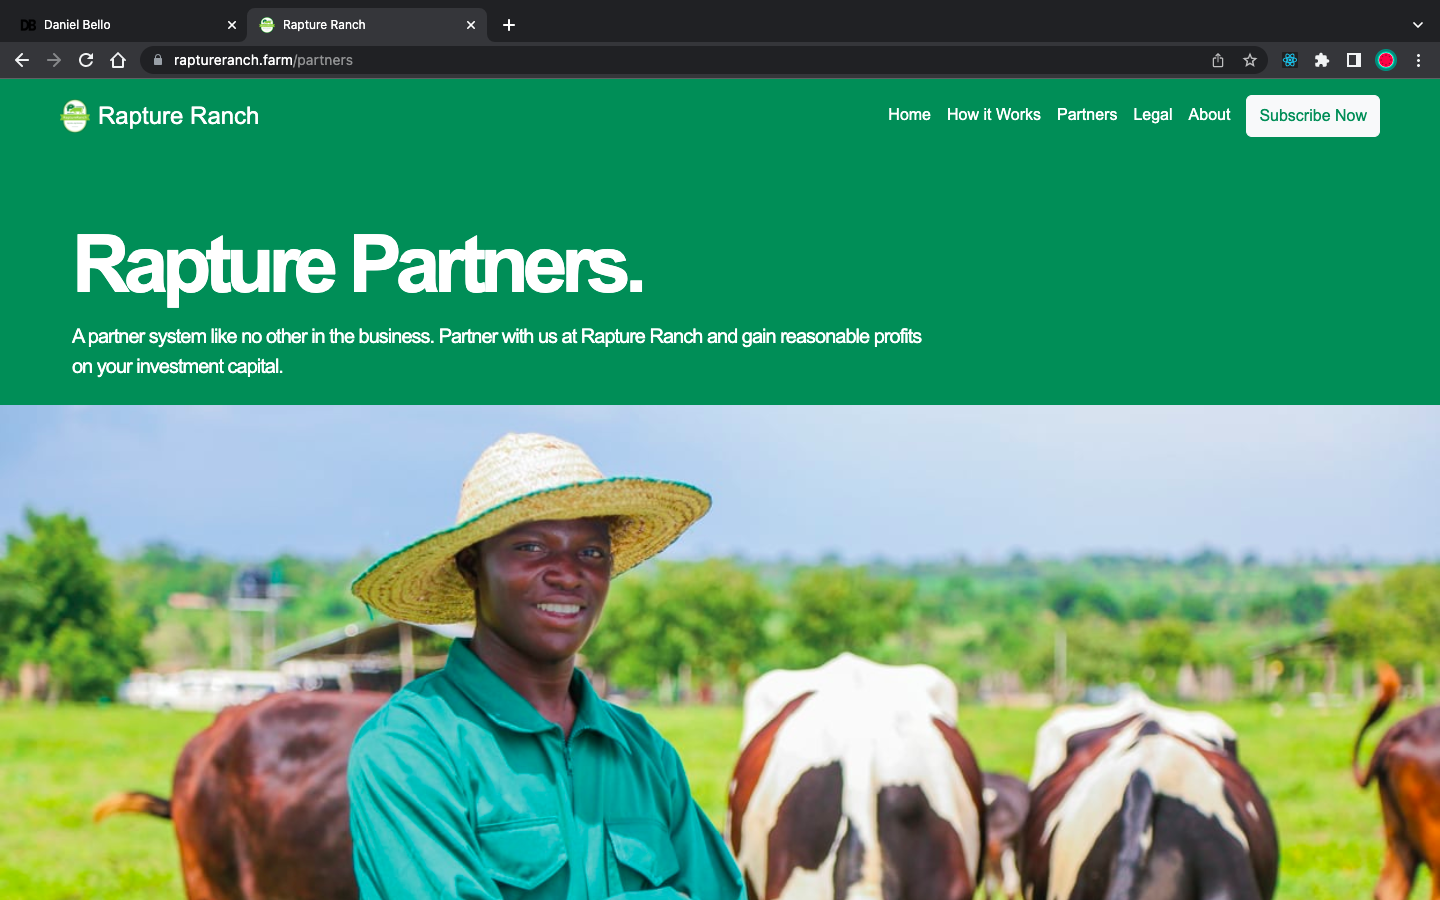 DB Daniel Bello
Rapture Ranch
raptureranch.farm/partners
Rapture Ranch
Home How it Works Partners Legal About Subscribe Now
Rapture Partners.
A partner system like no other in the business. Partner with us at Rapture Ranch and gain reasonable profits
on your investment capital.